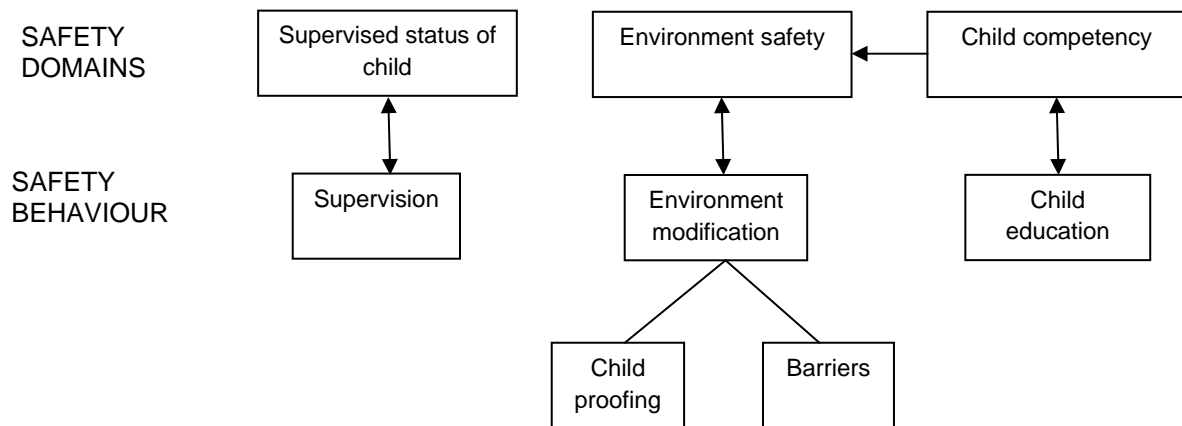 SAFETY
DOMAINS
Supervised status of
child
Environment safety
Child competency
SAFETY
BEHAVIOUR
Supervision
Environment
modification
Child
education
Child
proofing
Barriers